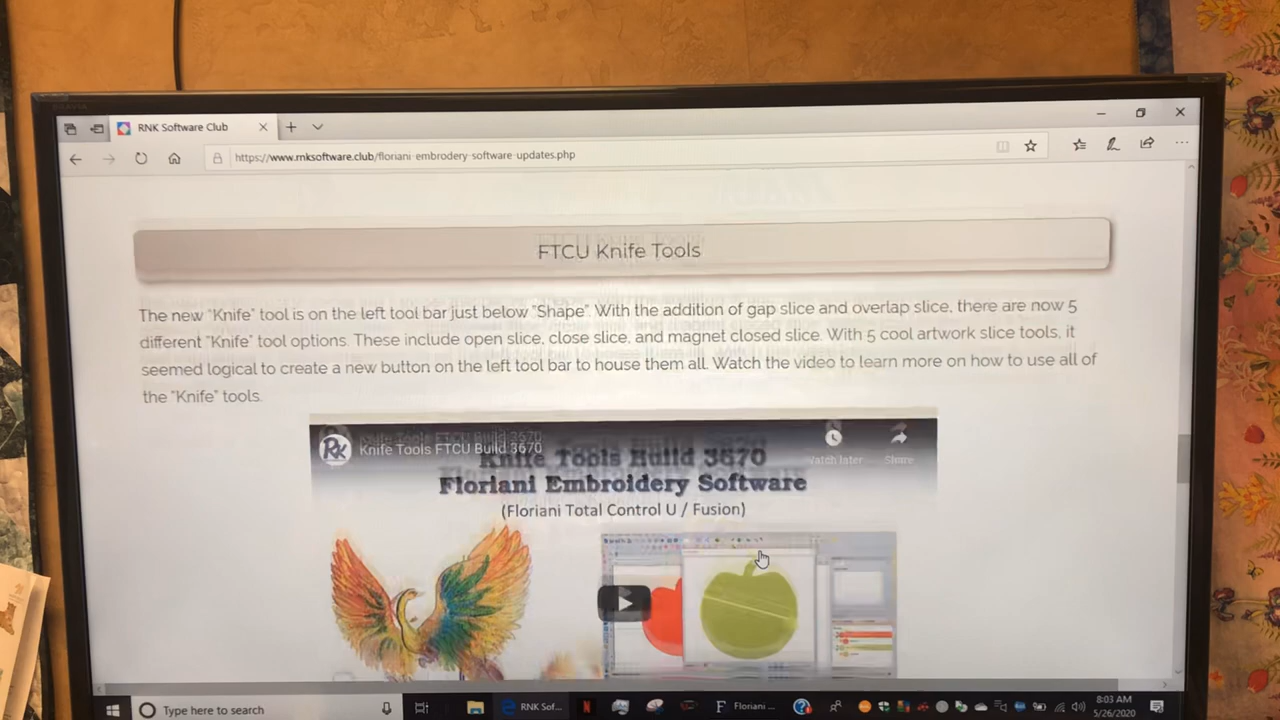 RNK Software Club
https://www.rnksoftware.club/floriani-embrodery-software-updates.php
FTCU Knife Tools
The new "Knife" tool is on the left tool bar just below "Shape". With the addition of gap slice and overlap slice, there are now 5
different "Knife" tool options. These include open slice, close slice, and magnet closed slice. With 5 cool artwork slice tools, it
seemed logical to create a new button on the left tool bar to house them all. Watch the video to learn more on how to use all of
the "Knife" tools.
Knife Tools FTCU Build 3670
Watch later
Share
Knife Tools Build 3670
Floriani Embroidery Software
(Floriani Total Control U / Fusion)
Type here to search
RNK Sof...
Floriani ...
8:03 AM
5/26/2020